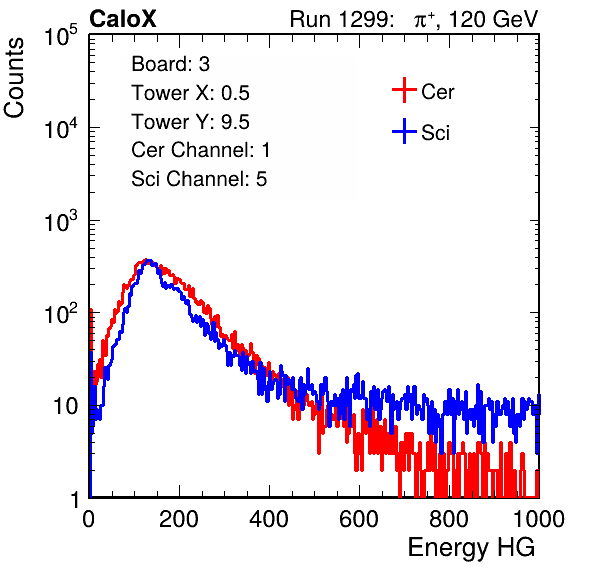 CaloX Run 1299: π⁺, 120 GeV
Counts
10⁵
10⁴
10³
10²
10
1
Board: 3
Tower X: 0.5
Tower Y: 9.5
Cer Channel: 1
Sci Channel: 5
Cer
Sci
0 200 400 600 800 1000
Energy HG